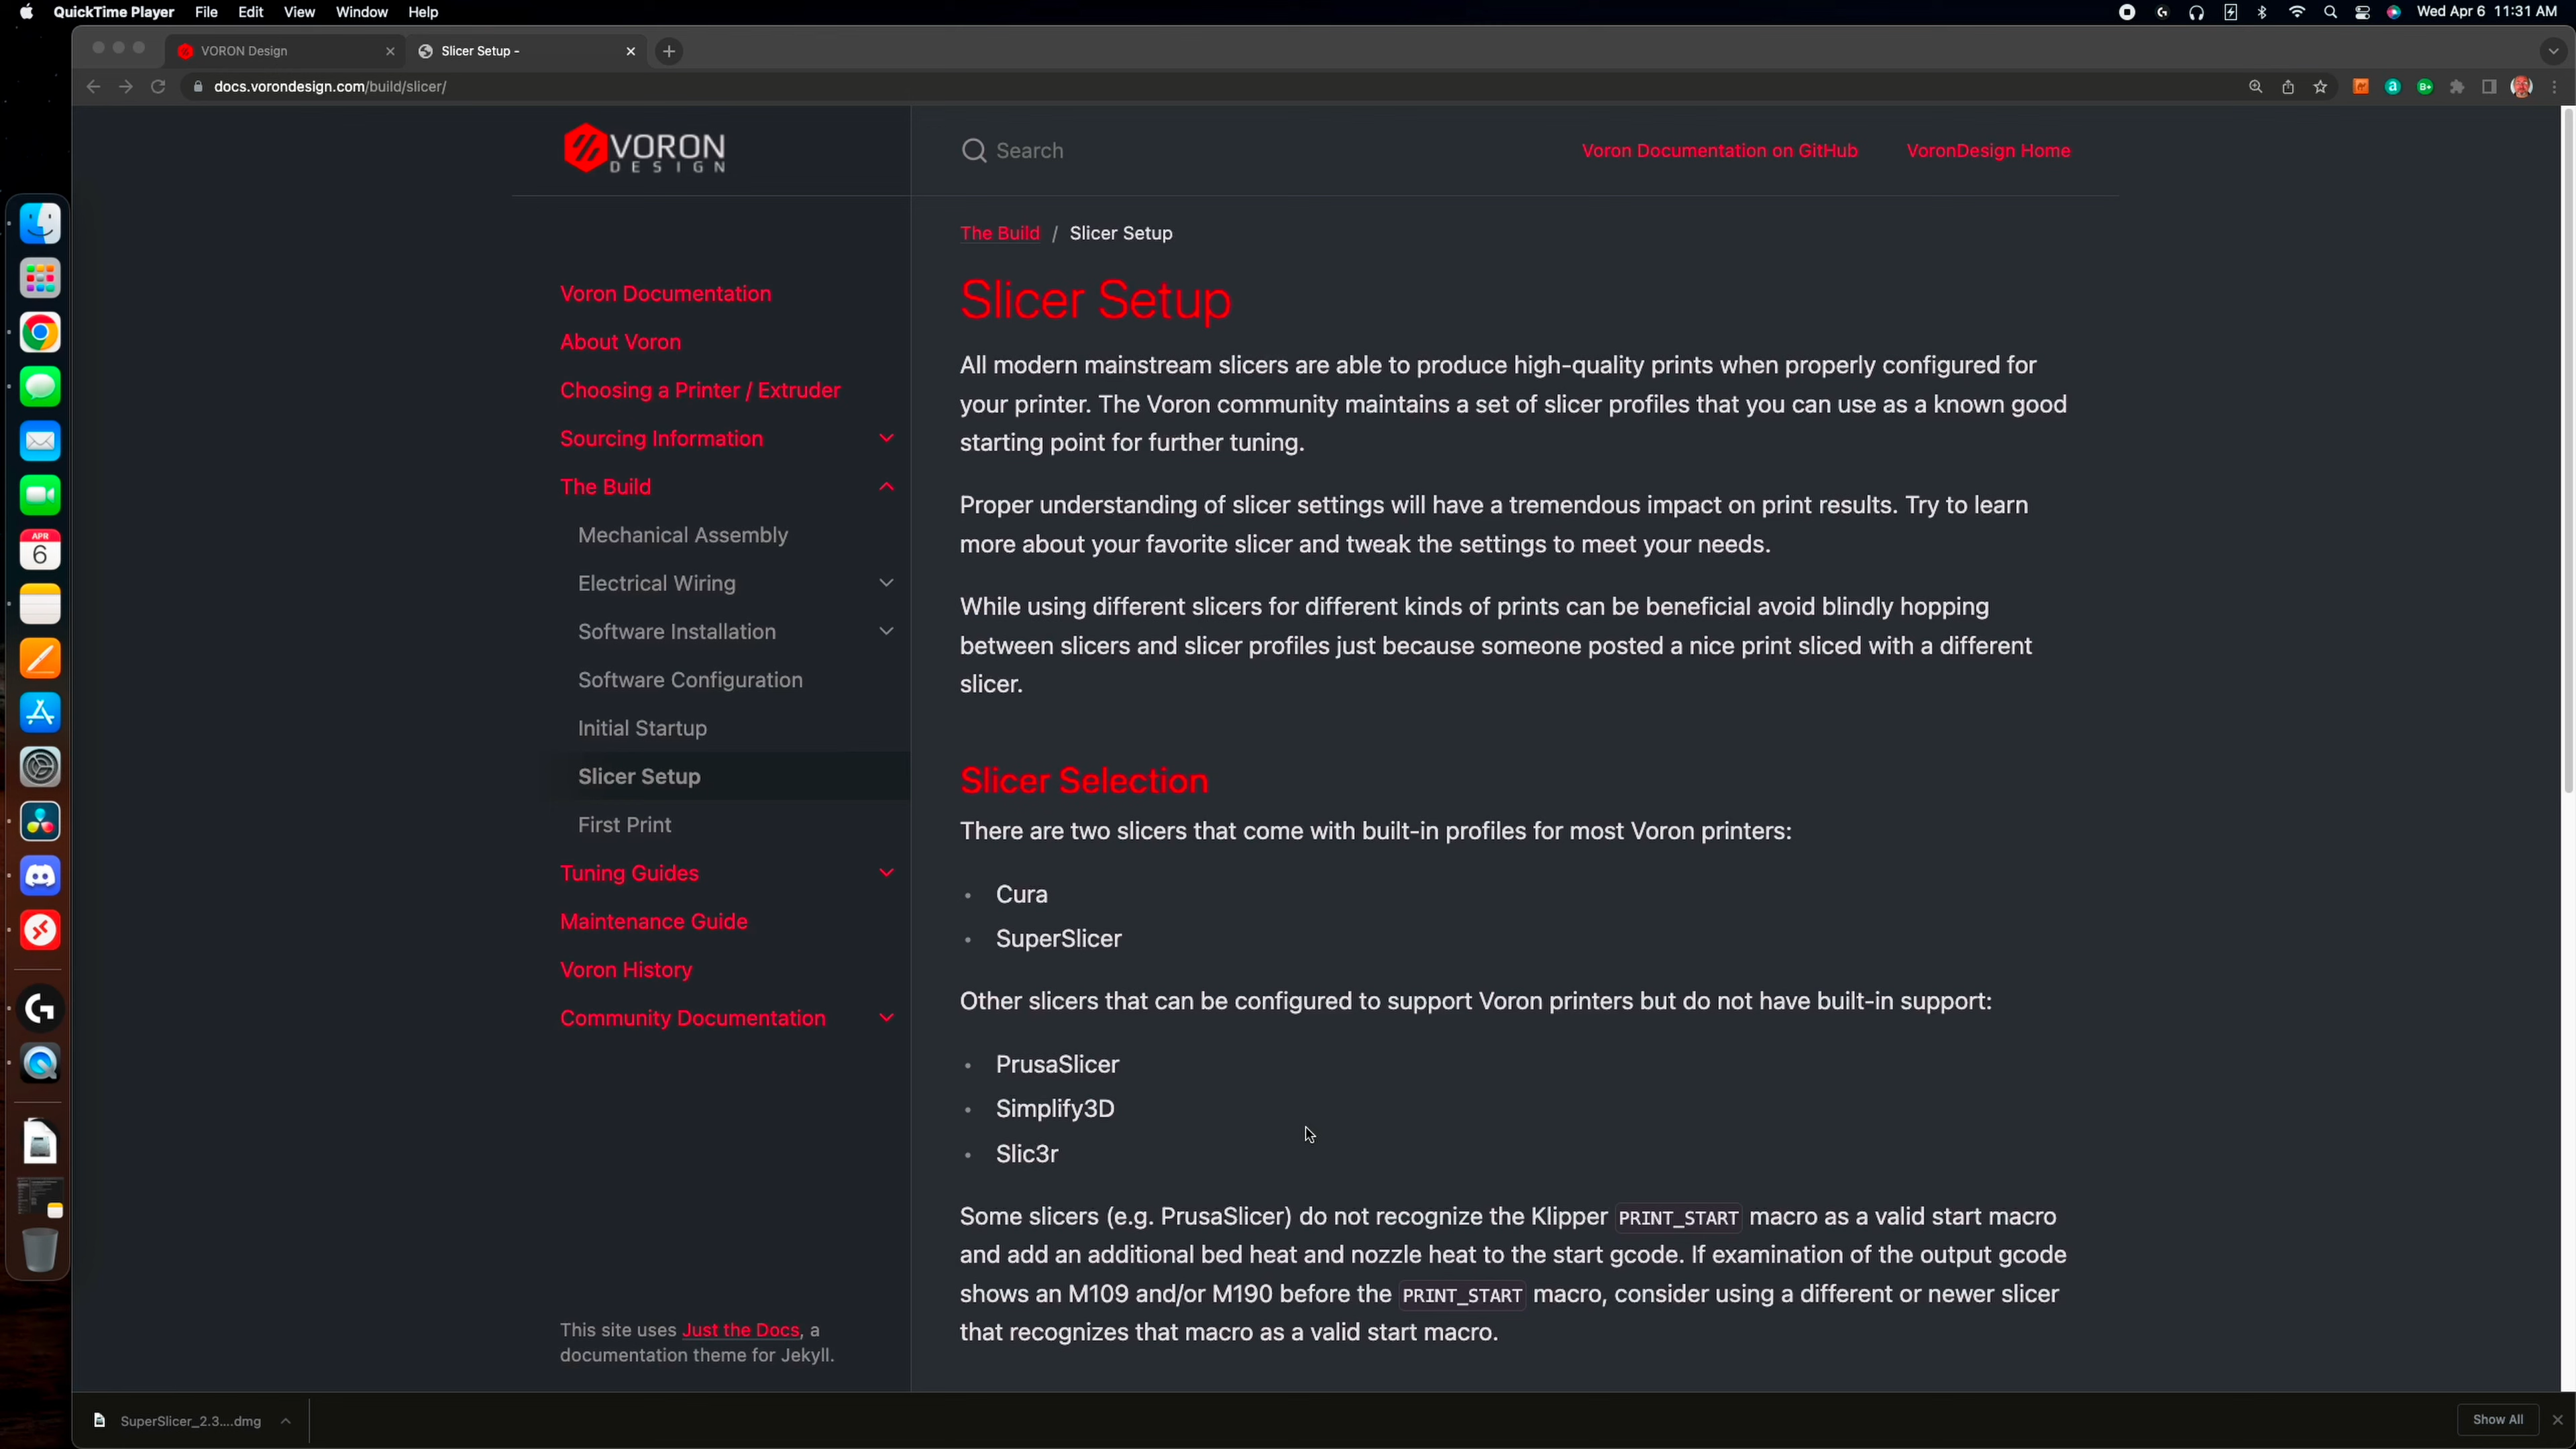 QuickTime Player File Edit View Window Help
Wed Apr 6 11:31 AM
VORON Design
Slicer Setup -
docs.vorondesign.com/build/slicer/
VORON
DESIGN
Search
Voron Documentation on GitHub
VoronDesign Home
The Build / Slicer Setup
Voron Documentation
About Voron
Choosing a Printer / Extruder
Sourcing Information
The Build
Mechanical Assembly
Electrical Wiring
Software Installation
Software Configuration
Initial Startup
Slicer Setup
First Print
Tuning Guides
Maintenance Guide
Voron History
Community Documentation
This site uses Just the Docs, a
documentation theme for Jekyll.
Slicer Setup
All modern mainstream slicers are able to produce high-quality prints when properly configured for
your printer. The Voron community maintains a set of slicer profiles that you can use as a known good
starting point for further tuning.
Proper understanding of slicer settings will have a tremendous impact on print results. Try to learn
more about your favorite slicer and tweak the settings to meet your needs.
While using different slicers for different kinds of prints can be beneficial avoid blindly hopping
between slicers and slicer profiles just because someone posted a nice print sliced with a different
slicer.
Slicer Selection
There are two slicers that come with built-in profiles for most Voron printers:
• Cura
• SuperSlicer
Other slicers that can be configured to support Voron printers but do not have built-in support:
• PrusaSlicer
• Simplify3D
• Slic3r
Some slicers (e.g. PrusaSlicer) do not recognize the Klipper PRINT_START macro as a valid start macro
and add an additional bed heat and nozzle heat to the start gcode. If examination of the output gcode
shows an M109 and/or M190 before the PRINT_START macro, consider using a different or newer slicer
that recognizes that macro as a valid start macro.
APR
6
SuperSlicer_2.3....dmg
Show All